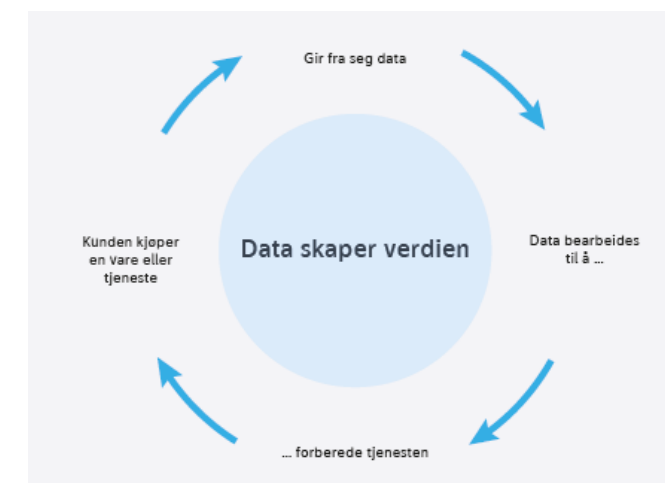 Gir fra seg data
Data bearbeides
til å ...
... forberede tjenesten
Kunden kjøper
en vare eller
tjeneste
Data skaper verdien